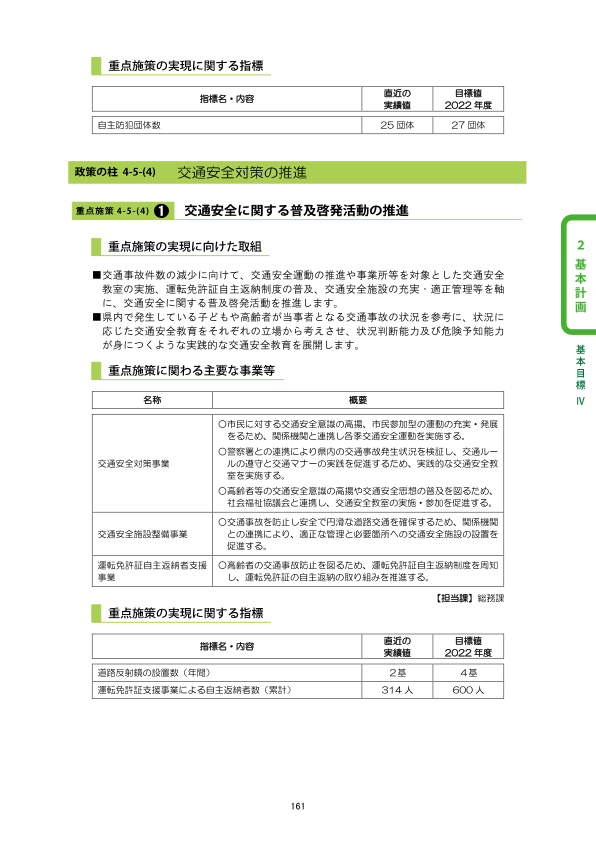 重点施策の実現に関する指標
指標名・内容
直近の
実績値
目標値
2022 年度
自主防犯団体数
25 団体
27 団体
政策の柱 4-5-(4) 交通安全対策の推進
重点施策 4-5-(4) ❶ 交通安全に関する普及啓発活動の推進
重点施策の実現に向けた取組
■交通事故件数の減少に向けて、交通安全運動の推進や事業所等を対象とした交通安全
教室の実施、運転免許証自主返納制度の普及、交通安全施設の充実・適正管理等を軸
に、交通安全に関する普及啓発活動を推進します。
■県内で発生している子どもや高齢者が当事者となる交通事故の状況を参考に、状況に
応じた交通安全教育をそれぞれの立場から考えさせ、状況判断能力及び危険予知能力
が身につくような実践的な交通安全教育を展開します。
重点施策に関わる主要な事業等
名称
概要
交通安全対策事業
○市民に対する交通安全意識の高揚、市民参加型の運動の充実・発展
をるため、関係機関と連携し各季交通安全運動を実施する。
○警察署との連携により県内の交通事故発生状況を検証し、交通ルー
ルの遵守と交通マナーの実践を促進するため、実践的な交通安全教
室を実施する。
○高齢者等の交通安全意識の高揚や交通安全思想の普及を図るため、
社会福祉協議会と連携し、交通安全教室の実施・参加を促進する。
交通安全施設整備事業
○交通事故を防止し安全で円滑な道路交通を確保するため、関係機関
との連携により、適正な管理と必要箇所への交通安全施設の設置を
促進する。
運転免許証自主返納者支援
事業
○高齢者の交通事故防止を図るため、運転免許証自主返納制度を周知
し、運転免許証の自主返納の取り組みを推進する。
【担当課】総務課
重点施策の実現に関する指標
指標名・内容
直近の
実績値
目標値
2022 年度
道路反射鏡の設置数（年間）
2基
4基
運転免許証支援事業による自主返納者数（累計）
314 人
600 人
2
基本計画
基本目標 Ⅳ
161